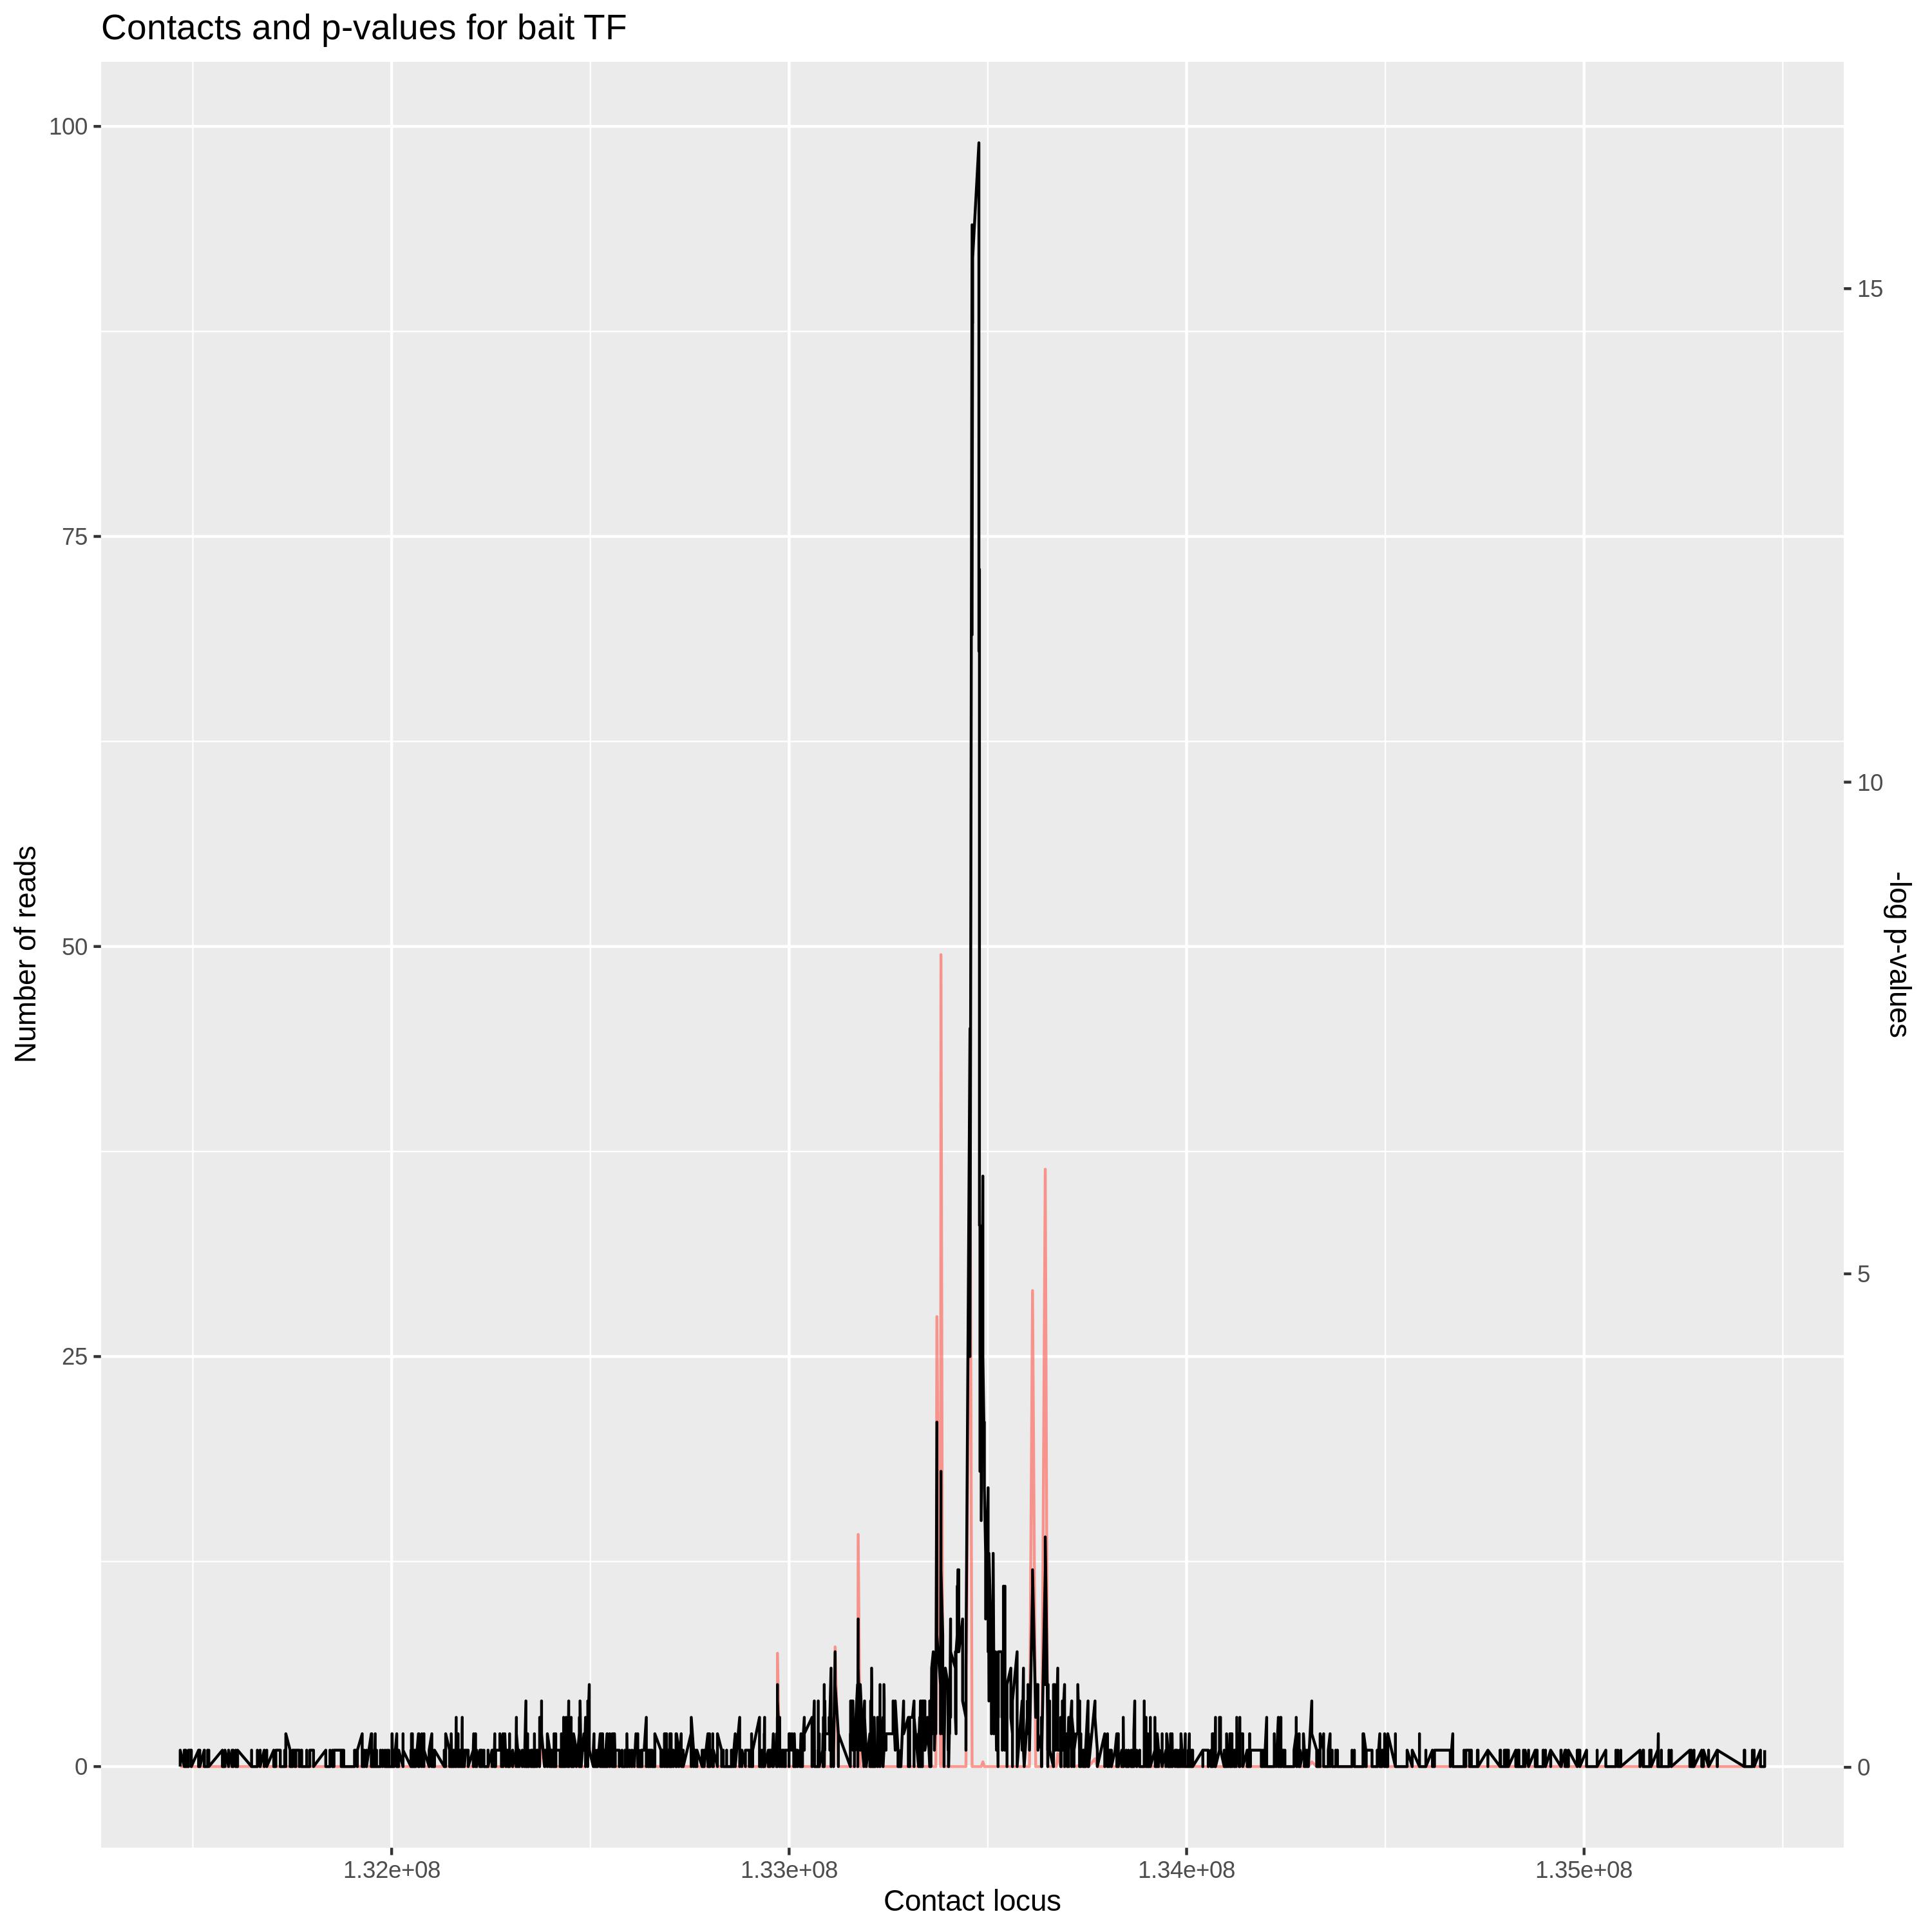 Contacts and p-values for bait TF
100
75
50
25
0
Number of reads
15
10
5
0
-log p-values
1.32e+08
1.33e+08
1.34e+08
1.35e+08
Contact locus